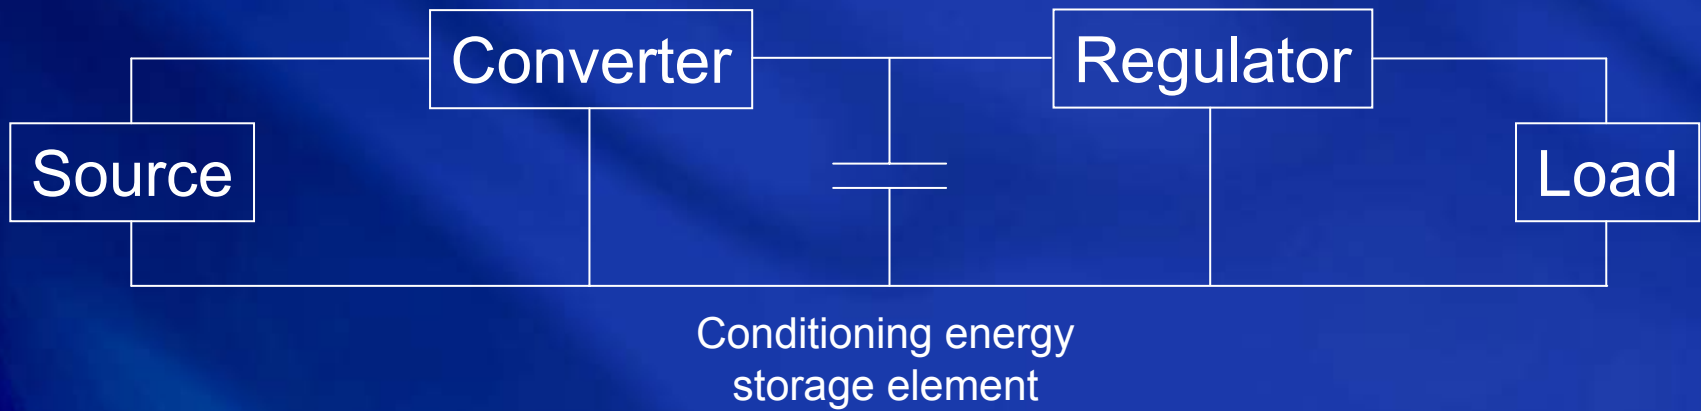 Converter
Regulator
Source
Load
Conditioning energy
storage element